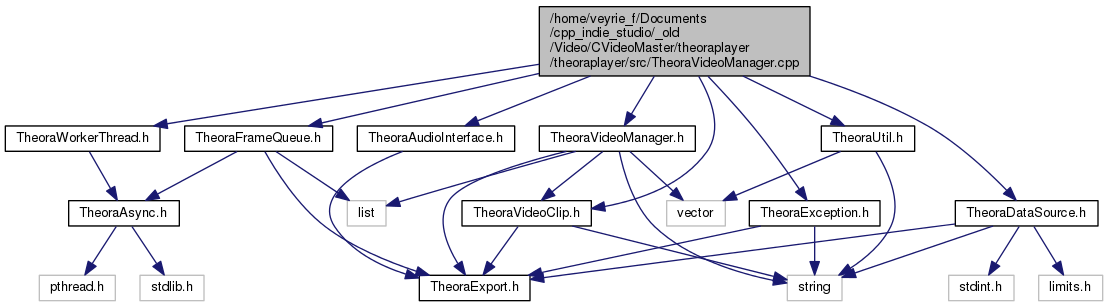 /home/veyrie_f/Documents
/cpp_indie_studio/_old
/Video/CVideoMaster/theoraplayer
/theoraplayer/src/TheoraVideoManager.cpp
TheoraWorkerThread.h
TheoraFrameQueue.h
TheoraAudioInterface.h
TheoraVideoManager.h
TheoraUtil.h
TheoraAsync.h
list
TheoraVideoClip.h
vector
TheoraException.h
TheoraDataSource.h
pthread.h
stdlib.h
TheoraExport.h
string
stdint.h
limits.h